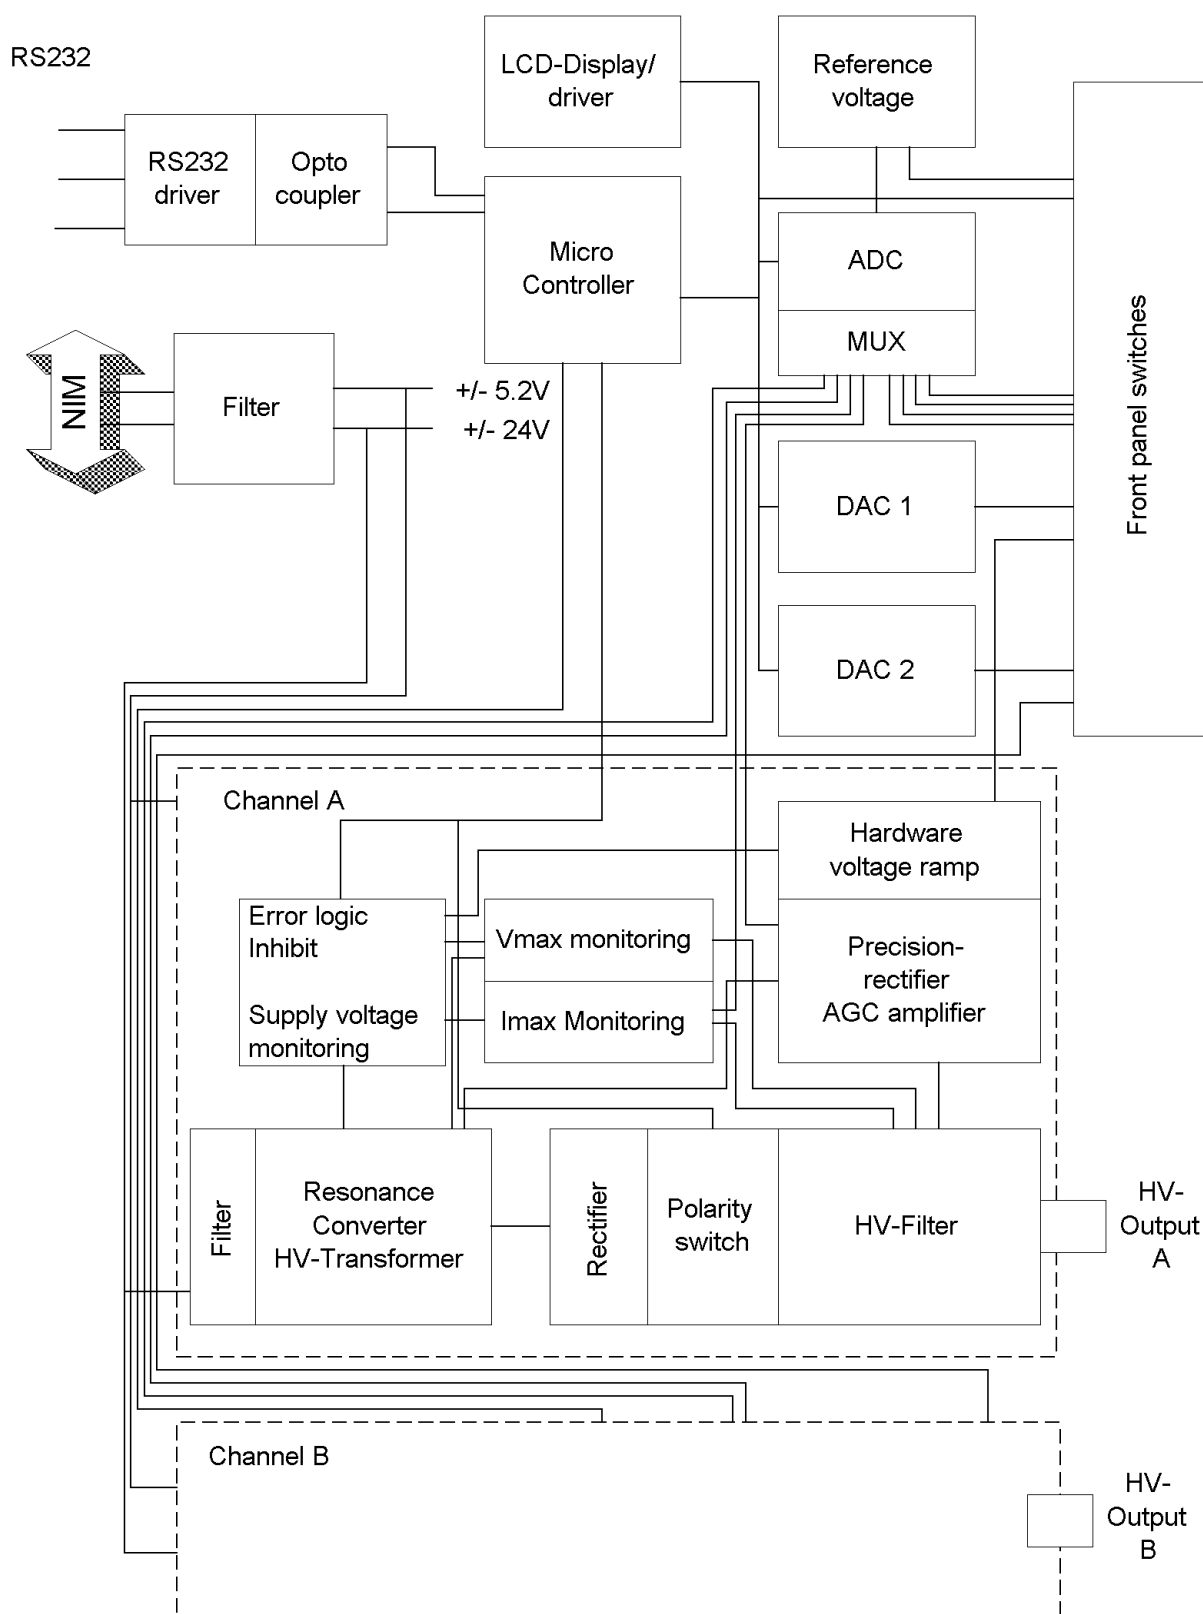 RS232
LCD-Display/
driver
Reference
voltage
RS232
driver
Opto
coupler
Micro
Controller
ADC
MUX
Front panel switches
NIM
Filter
+/- 5.2V
+/- 24V
DAC 1
DAC 2
Channel A
Hardware
voltage ramp
Error logic
Inhibit
Supply voltage
monitoring
Vmax monitoring
Imax Monitoring
Precision-
rectifier
AGC amplifier
Filter
Resonance
Converter
HV-Transformer
Rectifier
Polarity
switch
HV-Filter
HV-
Output
A
Channel B
HV-
Output
B